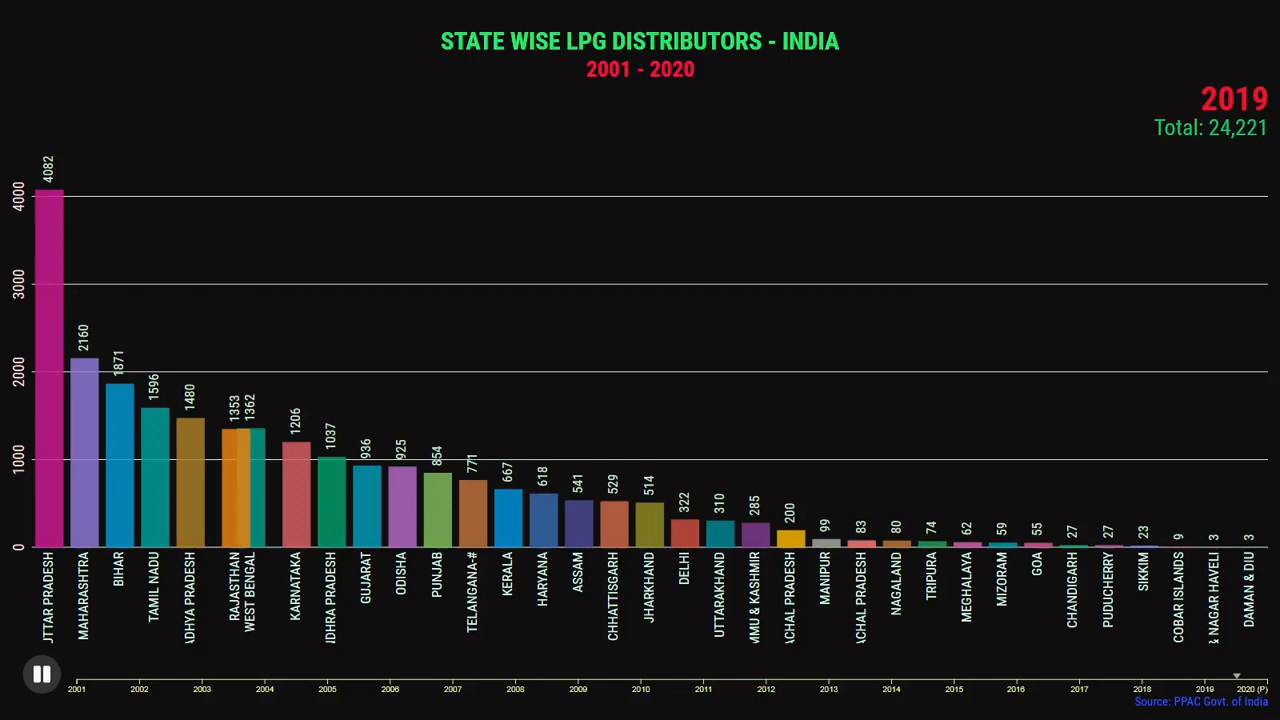 STATE WISE LPG DISTRIBUTORS - INDIA
2001 - 2020
2019
Total: 24,221
4000
3000
2000
1000
0
4082
2160
1871
1596
1480
1353
1362
1206
1037
936
925
854
771
667
618
541
529
514
322
310
285
200
99
83
80
74
62
59
55
27
27
23
9
3
3
JTTAR PRADESH
MAHARASHTRA
BIHAR
TAMIL NADU
ADHYA PRADESH
RAJASTHAN
WEST BENGAL
KARNATAKA
NDHRA PRADESH
GUJARAT
ODISHA
PUNJAB
TELANGANA-#
KERALA
HARYANA
ASSAM
CHHATTISGARH
JHARKHAND
DELHI
UTTARAKHAND
MMU & KASHMIR
ACHAL PRADESH
MANIPUR
ACHAL PRADESH
NAGALAND
TRIPURA
MEGHALAYA
MIZORAM
GOA
CHANDIGARH
PUDUCHERRY
SIKKIM
COBAR ISLANDS
& NAGAR HAVELI
DAMAN & DIU
2001 2002 2003 2004 2005 2006 2007 2008 2009 2010 2011 2012 2013 2014 2015 2016 2017 2018 2019 2020 (P)
Source: PPAC Govt. of India